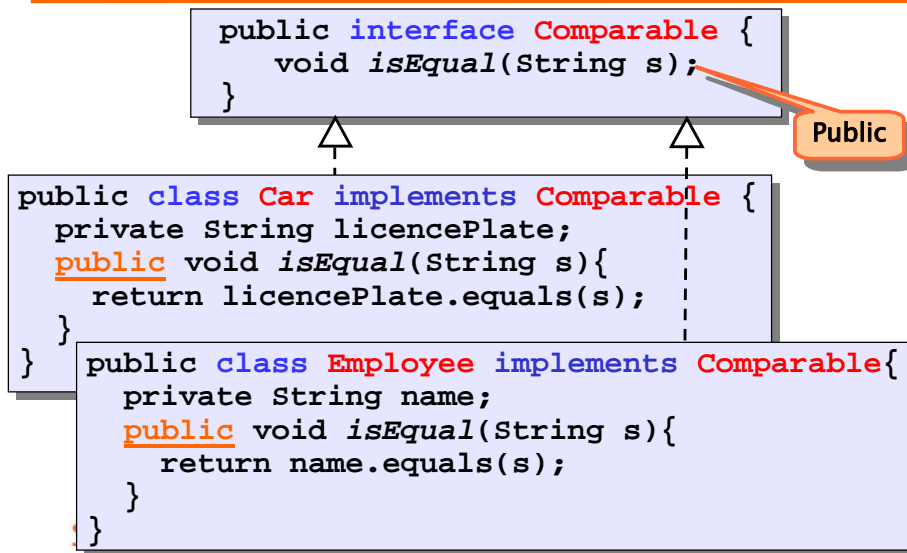 public interface Comparable {
void isEqual(String s);
}
Public
public class Car implements Comparable {
private String licencePlate;
public void isEqual(String s){
return licencePlate.equals(s);
}
}
public class Employee implements Comparable{
private String name;
public void isEqual(String s){
return name.equals(s);
}
}